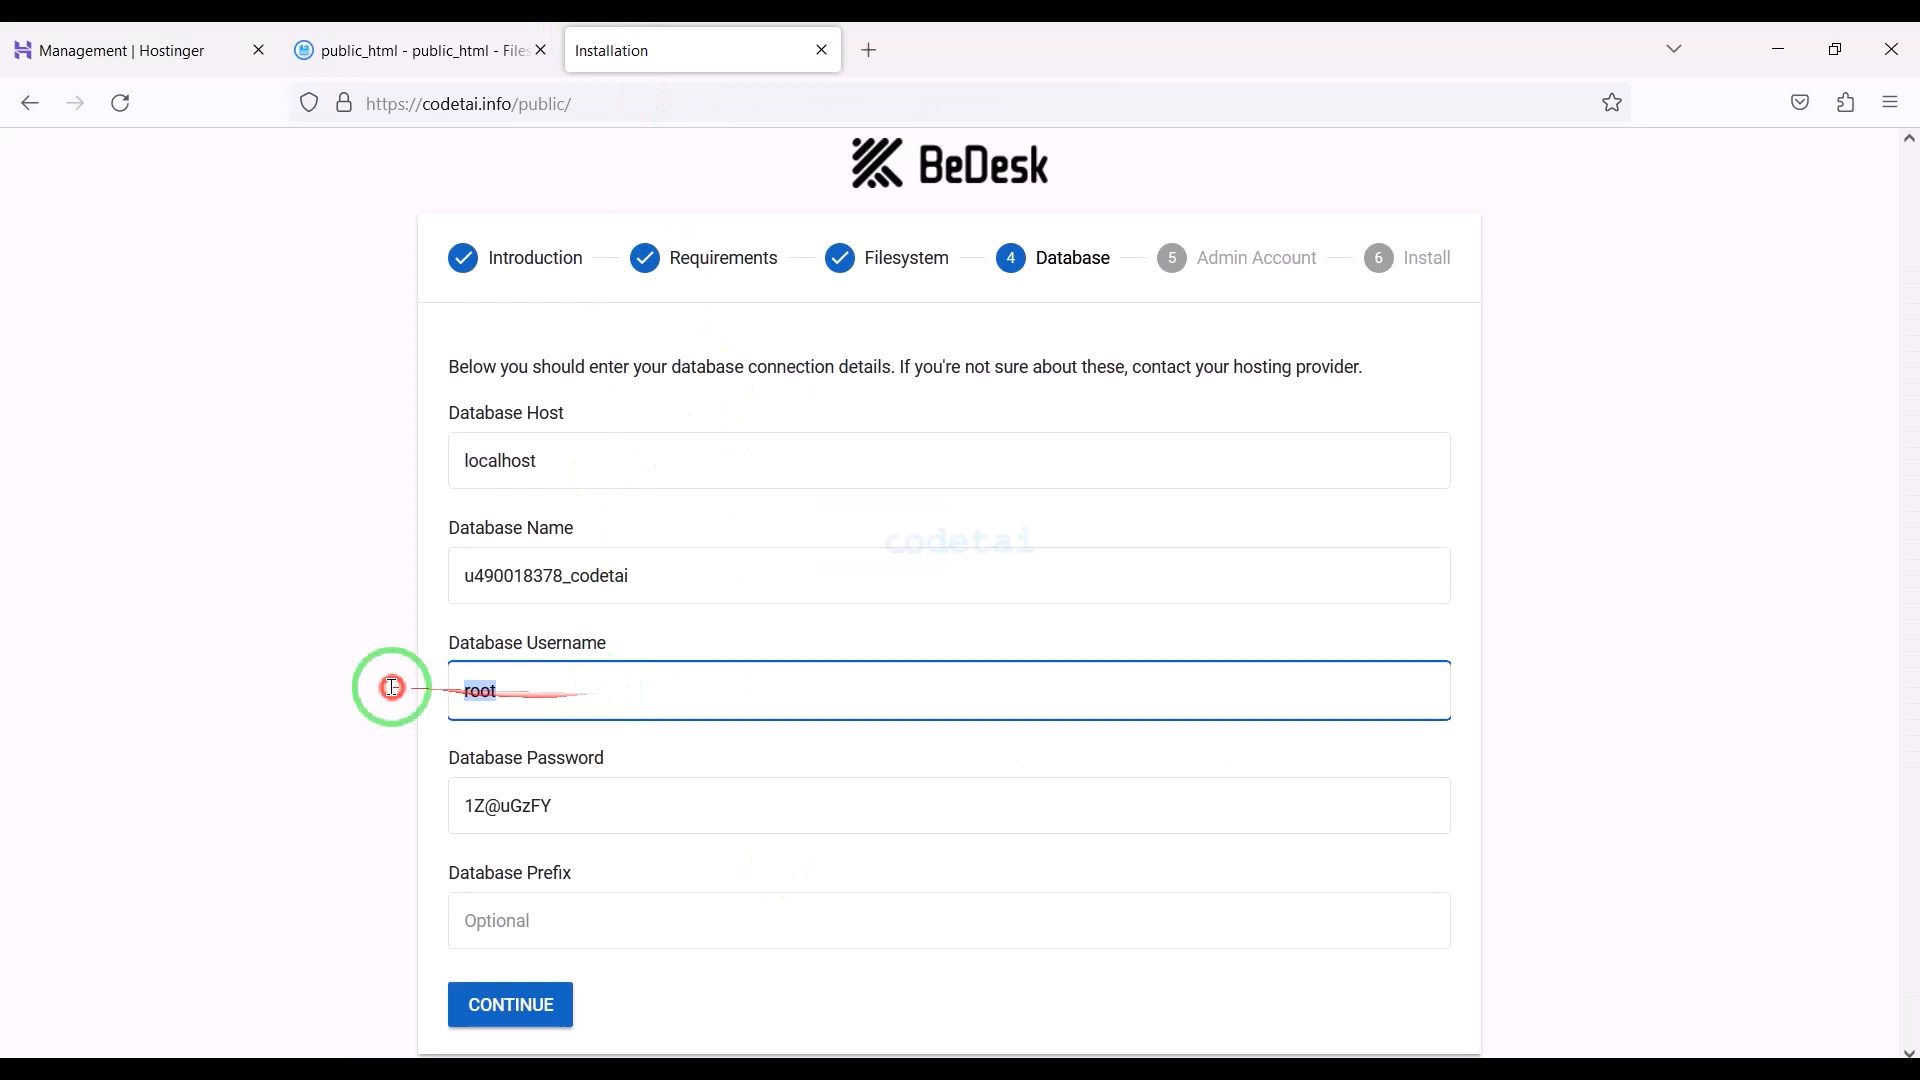 Management | Hostinger
public_html - public_html - Files
Installation
https://codetai.info/public/
BeDesk
Introduction
Requirements
Filesystem
4 Database
5 Admin Account
6 Install
Below you should enter your database connection details. If you're not sure about these, contact your hosting provider.
Database Host
localhost
Database Name
codetai
u490018378_codetai
Database Username
root
Database Password
1Z@uGzFY
Database Prefix
Optional
CONTINUE